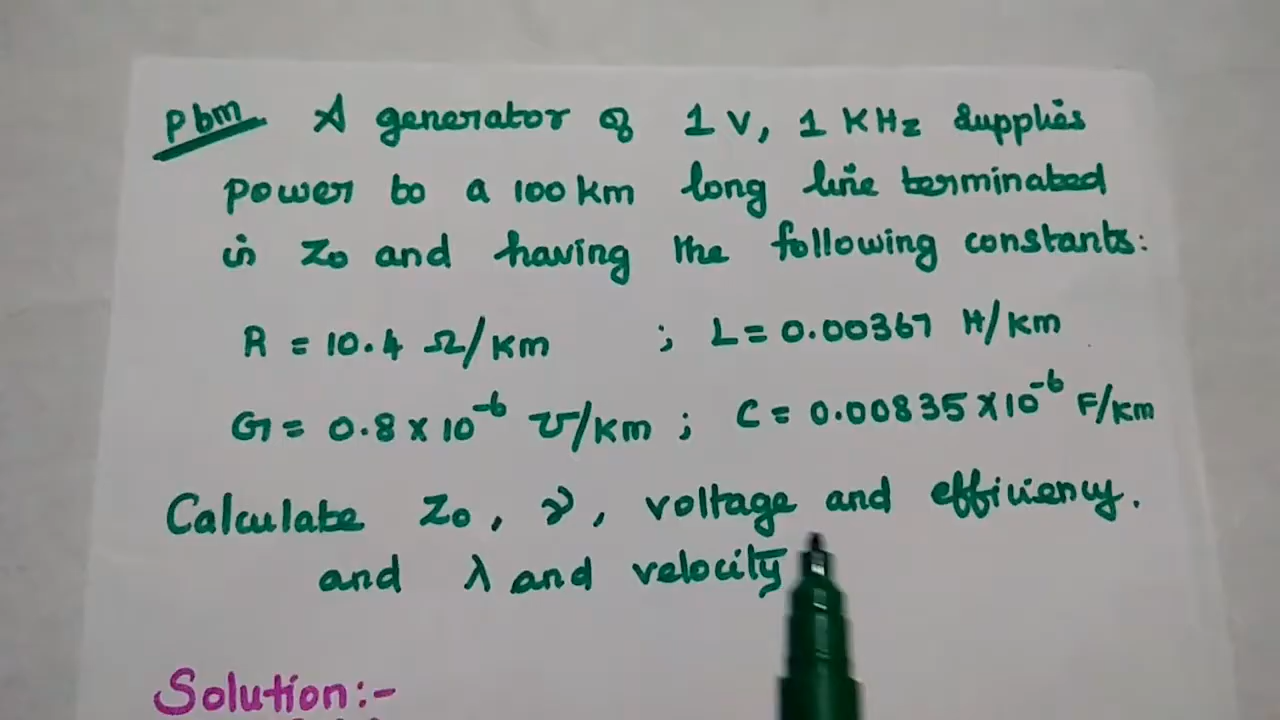 Pbm A generator of 1 V, 1 KHz supplies
power to a 100 km long line terminated
in Z₀ and having the following constants:
R = 10.4 Ω/km ; L = 0.00367 H/km
G = 0.8 × 10⁻⁶ ℧/km ; C = 0.00835 × 10⁻⁶ F/km
Calculate Z₀, γ, voltage and efficiency.
and λ and velocity
Solution:-